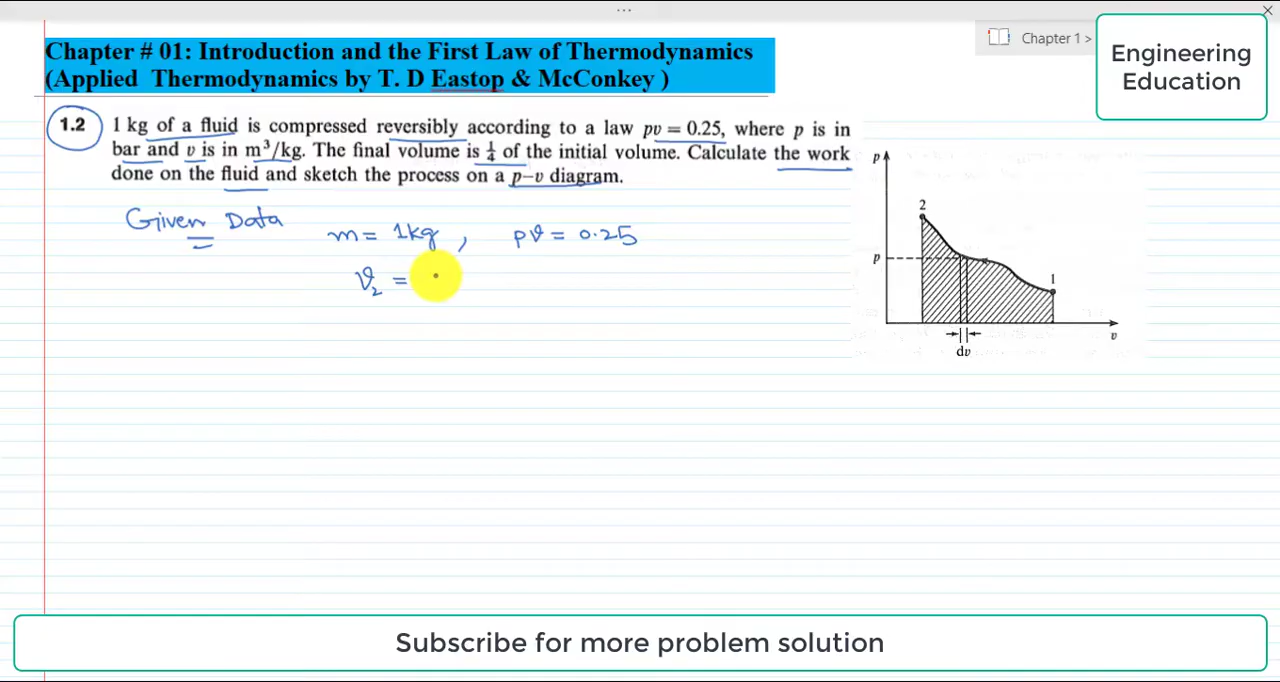 ...
Chapter 1 >
Engineering
Education
Chapter # 01: Introduction and the First Law of Thermodynamics
(Applied Thermodynamics by T. D Eastop & McConkey )
1.2 1 kg of a fluid is compressed reversibly according to a law pv = 0.25, where p is in
bar and v is in m³/kg. The final volume is ¼ of the initial volume. Calculate the work
done on the fluid and sketch the process on a p–v diagram.
Given Data
m = 1kg , pϑ = 0.25
ϑ₂ =
p
2
p
1
v
dv
Subscribe for more problem solution